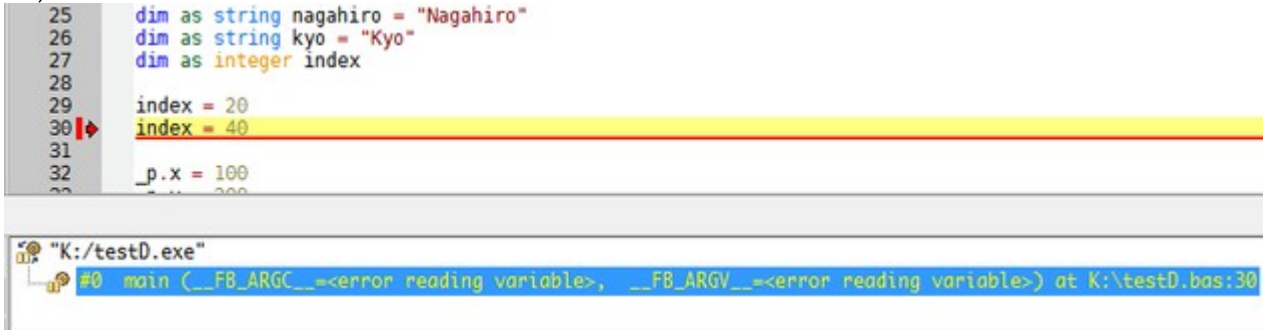 25 dim as string nagahiro = "Nagahiro"
26 dim as string kyo = "Kyo"
27 dim as integer index
28
29 index = 20
30 index = 40
31
32 _p.x = 100
"K:/testD.exe"
#0 main (__FB_ARGC__=<error reading variable>, __FB_ARGV__=<error reading variable>) at K:\testD.bas:30